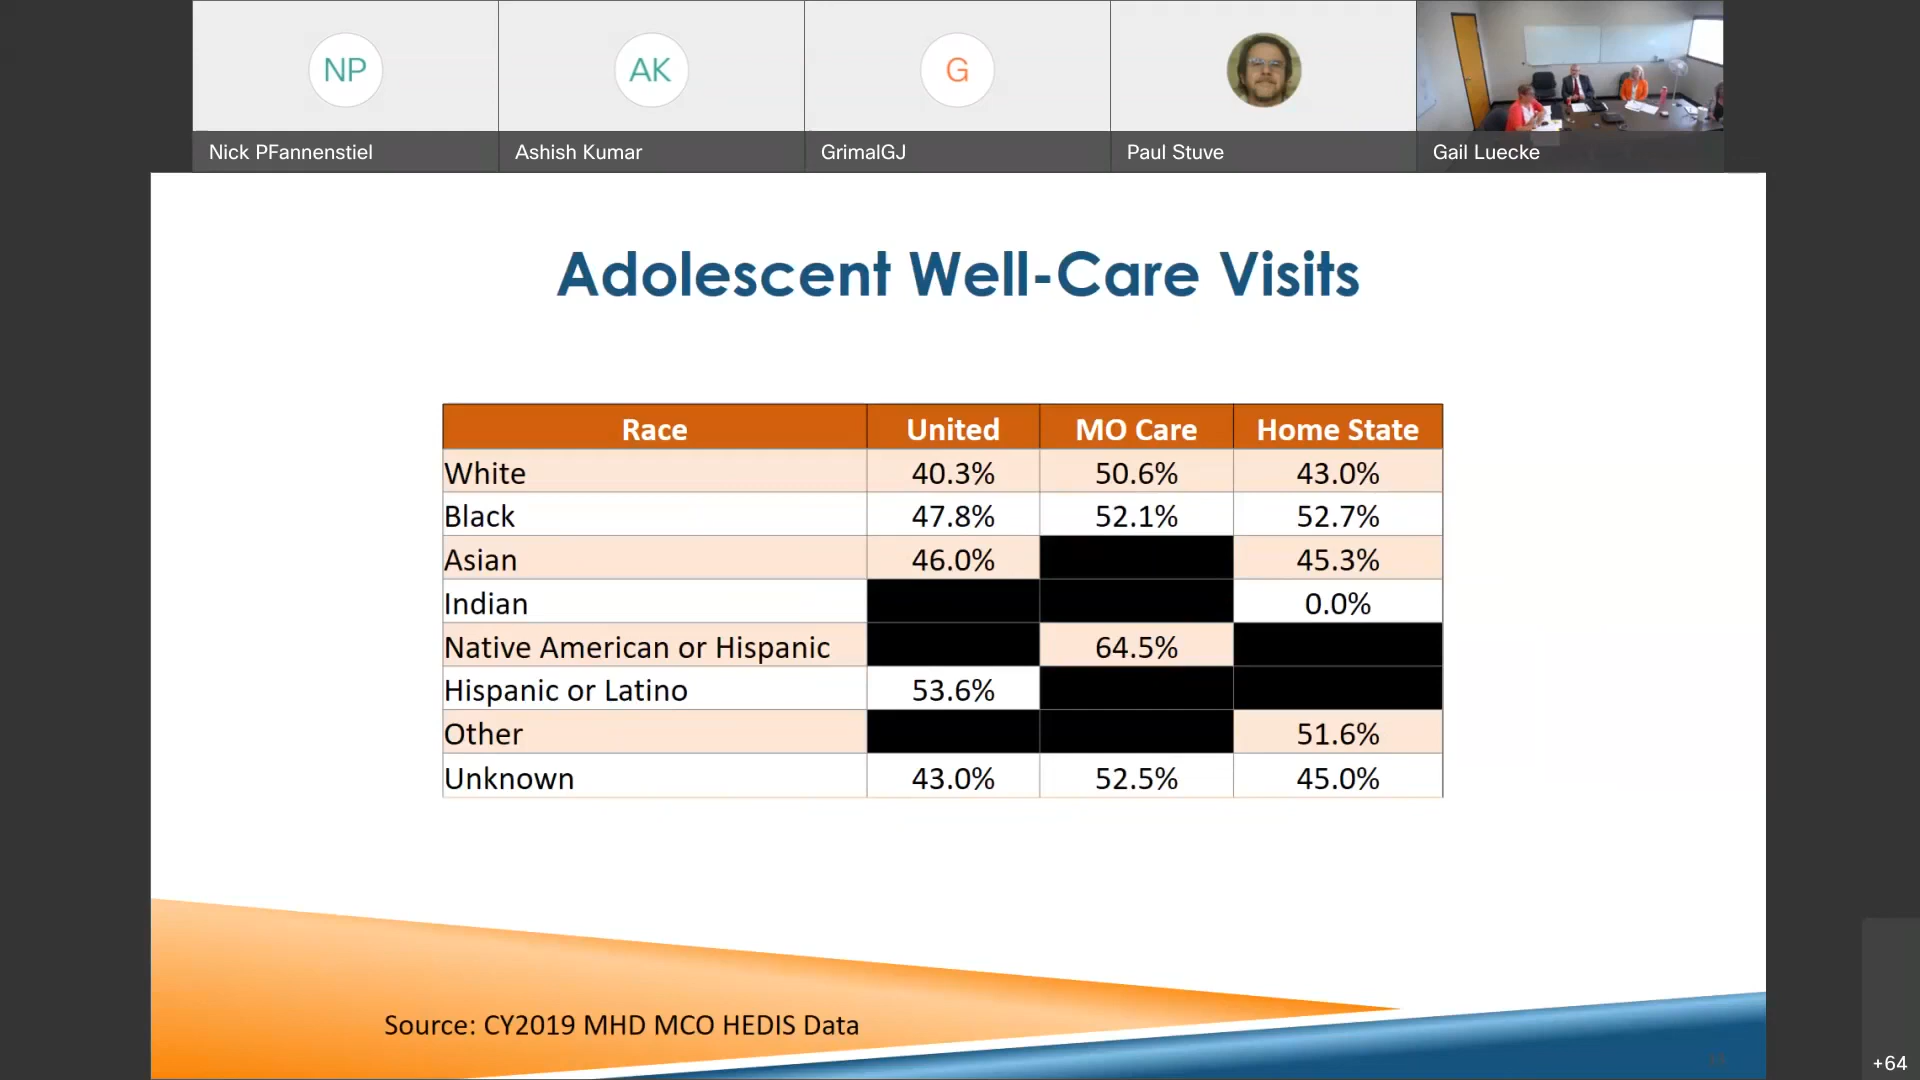 NP
AK
G
Nick PFannenstiel
Ashish Kumar
GrimalGJ
Paul Stuve
Gail Luecke
Adolescent Well-Care Visits
Race United MO Care Home State
White 40.3% 50.6% 43.0%
Black 47.8% 52.1% 52.7%
Asian 46.0% 45.3%
Indian 0.0%
Native American or Hispanic 64.5%
Hispanic or Latino 53.6%
Other 51.6%
Unknown 43.0% 52.5% 45.0%
Source: CY2019 MHD MCO HEDIS Data
+64